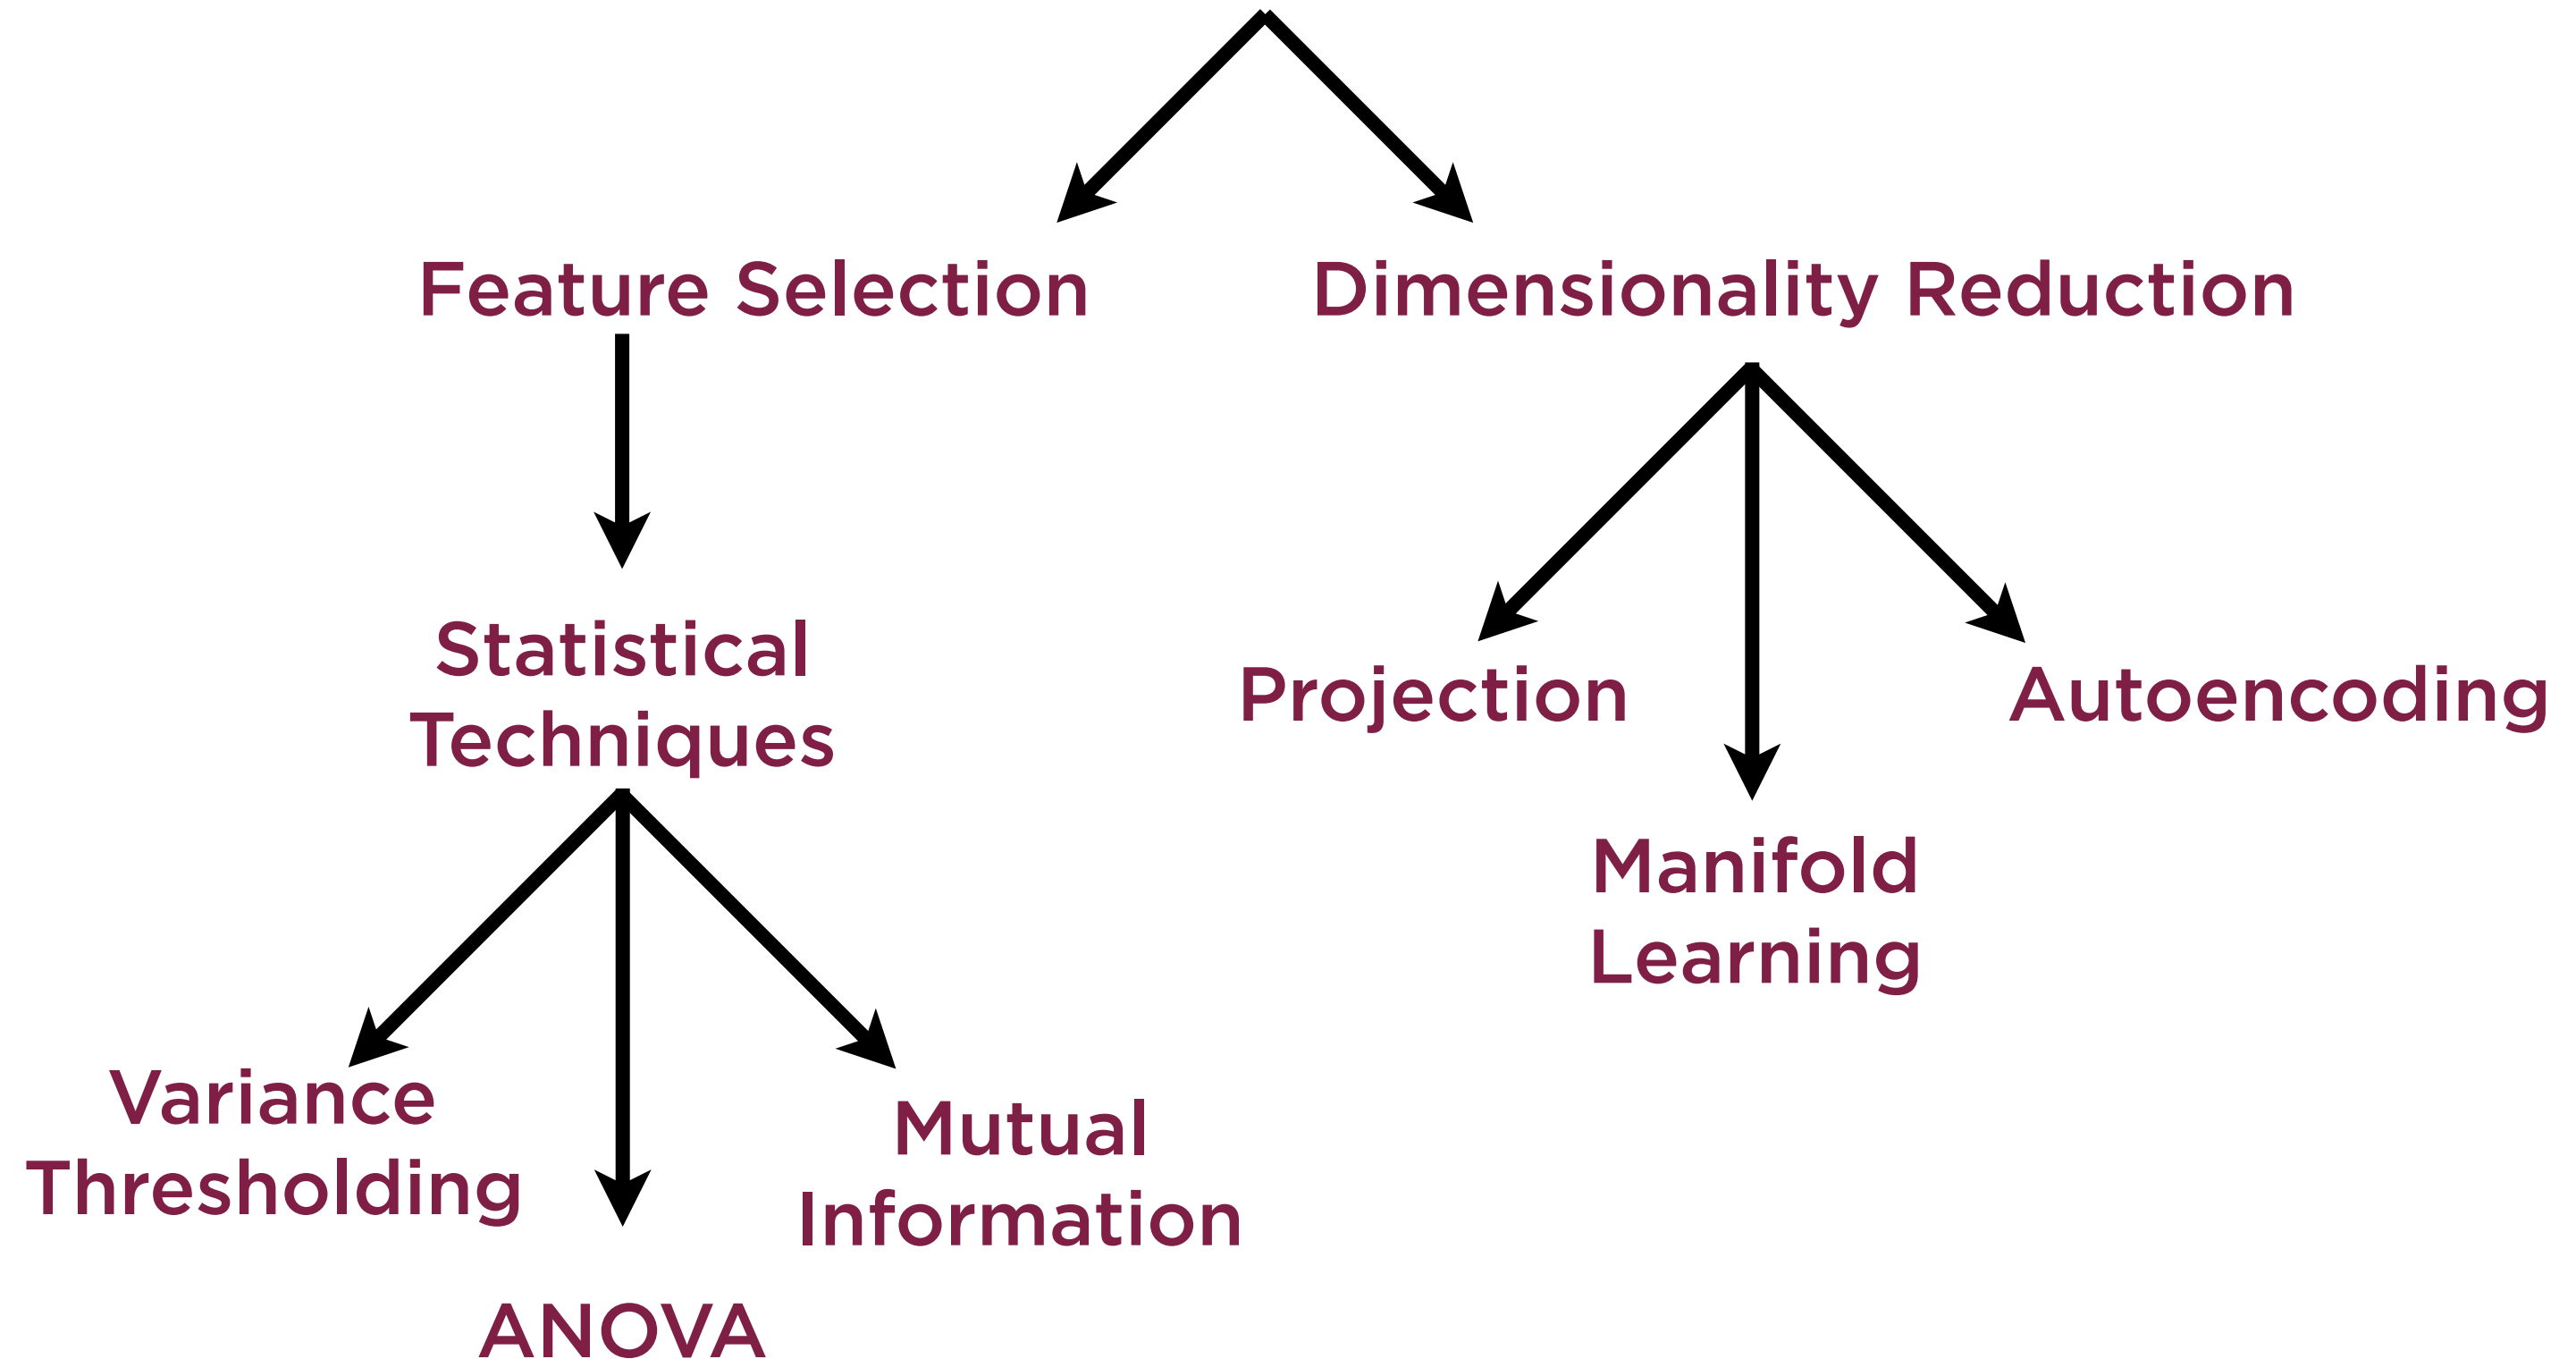 Feature Selection
Dimensionality Reduction
Statistical
Techniques
Projection
Autoencoding
Manifold
Learning
Variance
Thresholding
Mutual
Information
ANOVA